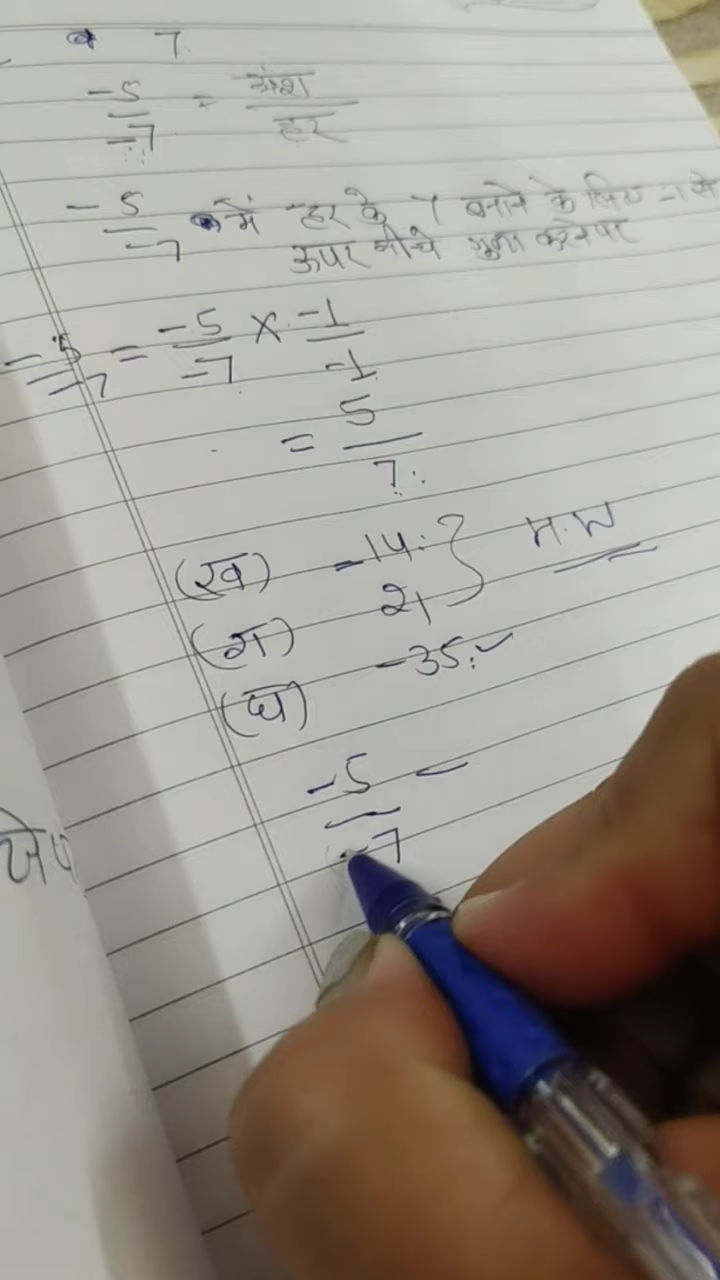 7
-5/-7 = अंश/हर
-5/-7 में हर के 7 बनाने के लिए -1 से
ऊपर नीचे गुणा करने पर
-5/-7 = -5/-7 × -1/-1
= 5/7
(ख) -14 } H.W
(ग) 21
(घ) -35
-5/-7